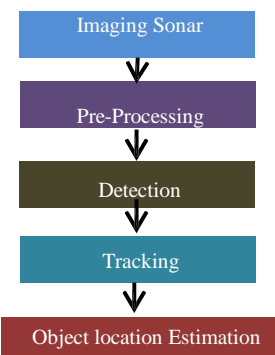 Imaging Sonar
Pre-Processing
Detection
Tracking
Object location Estimation